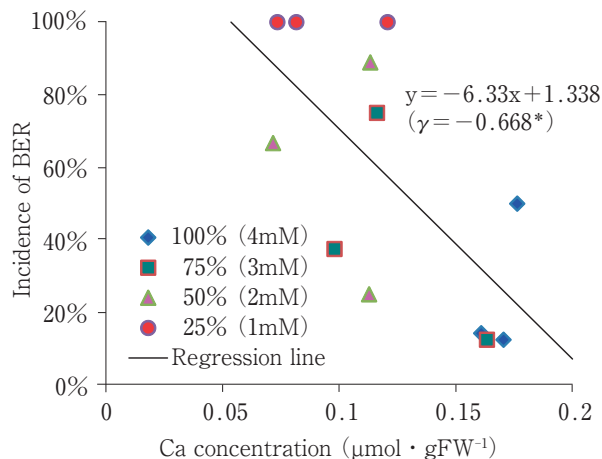 100%
80%
60%
40%
20%
0%
Incidence of BER
y=−6.33x+1.338
(γ=−0.668*)
100% (4mM)
75% (3mM)
50% (2mM)
25% (1mM)
Regression line
0
0.05
0.1
0.15
0.2
Ca concentration (μmol・gFW⁻¹)